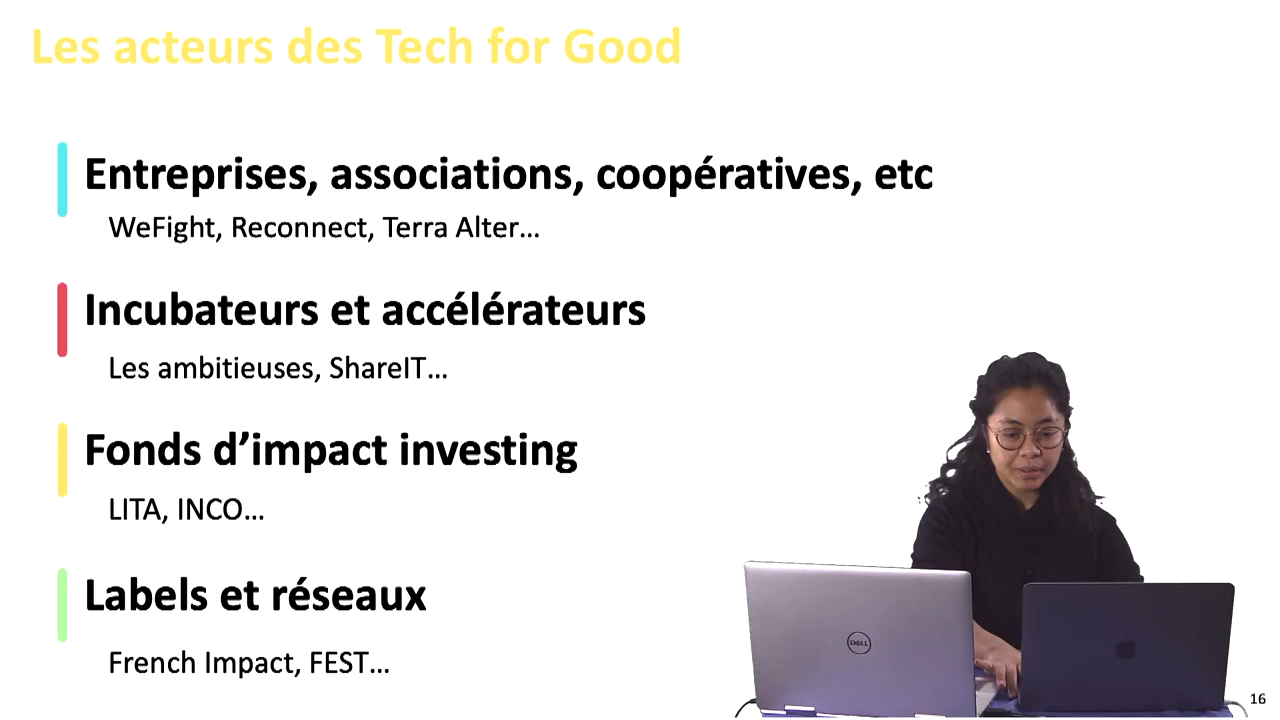 Les acteurs des Tech for Good
Entreprises, associations, coopératives, etc
WeFight, Reconnect, Terra Alter…
Incubateurs et accélérateurs
Les ambitieuses, ShareIT…
Fonds d’impact investing
LITA, INCO…
Labels et réseaux
French Impact, FEST…
DELL
16